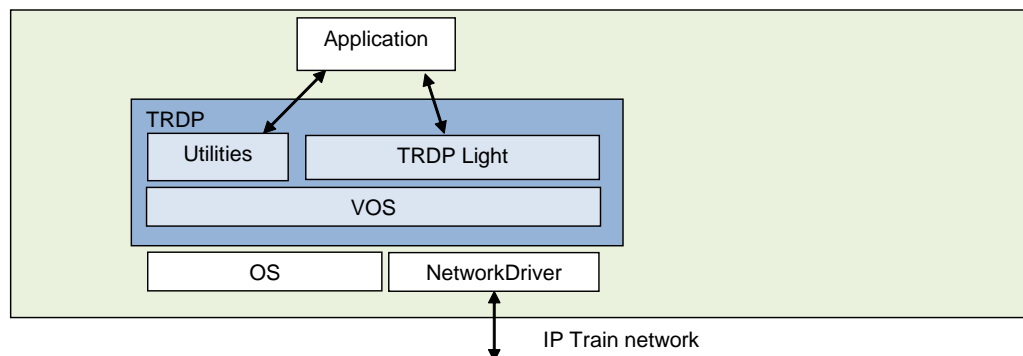 Application
TRDP
Utilities
TRDP Light
VOS
OS
NetworkDriver
IP Train network